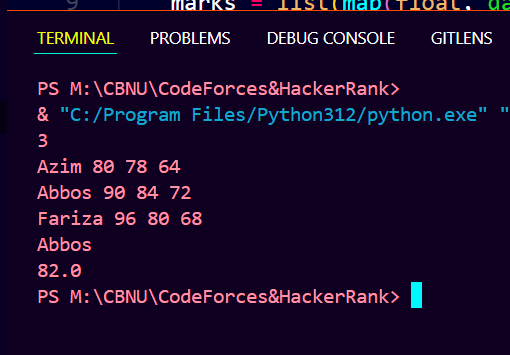 9 marks = list(map(float, da
TERMINAL PROBLEMS DEBUG CONSOLE GITLENS
PS M:\CBNU\CodeForces&HackerRank>
& "C:/Program Files/Python312/python.exe" "
3
Azim 80 78 64
Abbos 90 84 72
Fariza 96 80 68
Abbos
82.0
PS M:\CBNU\CodeForces&HackerRank>